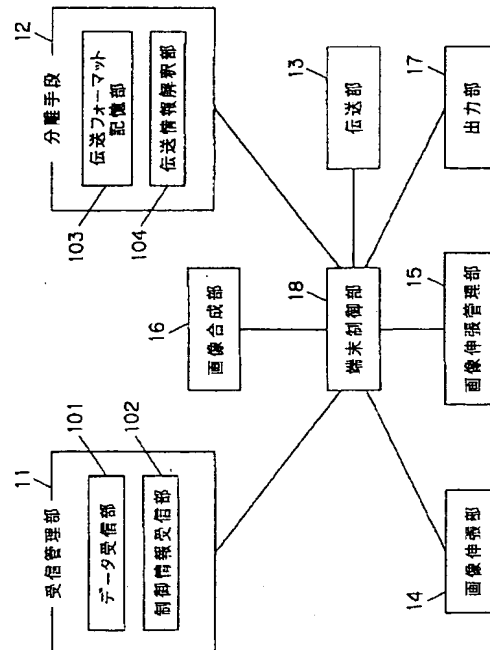 11
受信管理部
データ受信部
101
制御情報受信部
102
12
分離手段
伝送フォーマット
記憶部
103
伝送情報解釈部
104
16
画像合成部
18
端末制御部
13
伝送部
14
画像伸張部
15
画像伸張管理部
17
出力部